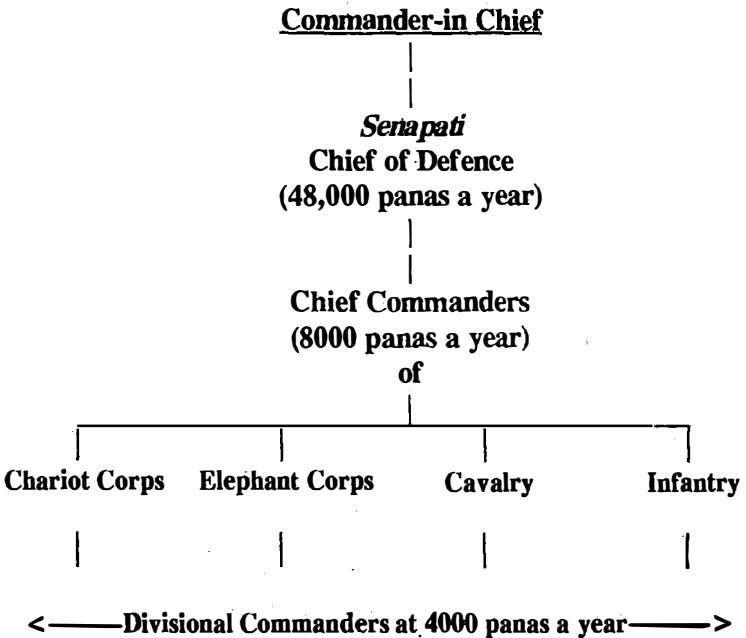 Commander-in Chief
Senapati
Chief of Defence
(48,000 panas a year)
Chief Commanders
(8000 panas a year)
of
Chariot Corps Elephant Corps Cavalry Infantry
<——Divisional Commanders at 4000 panas a year——>